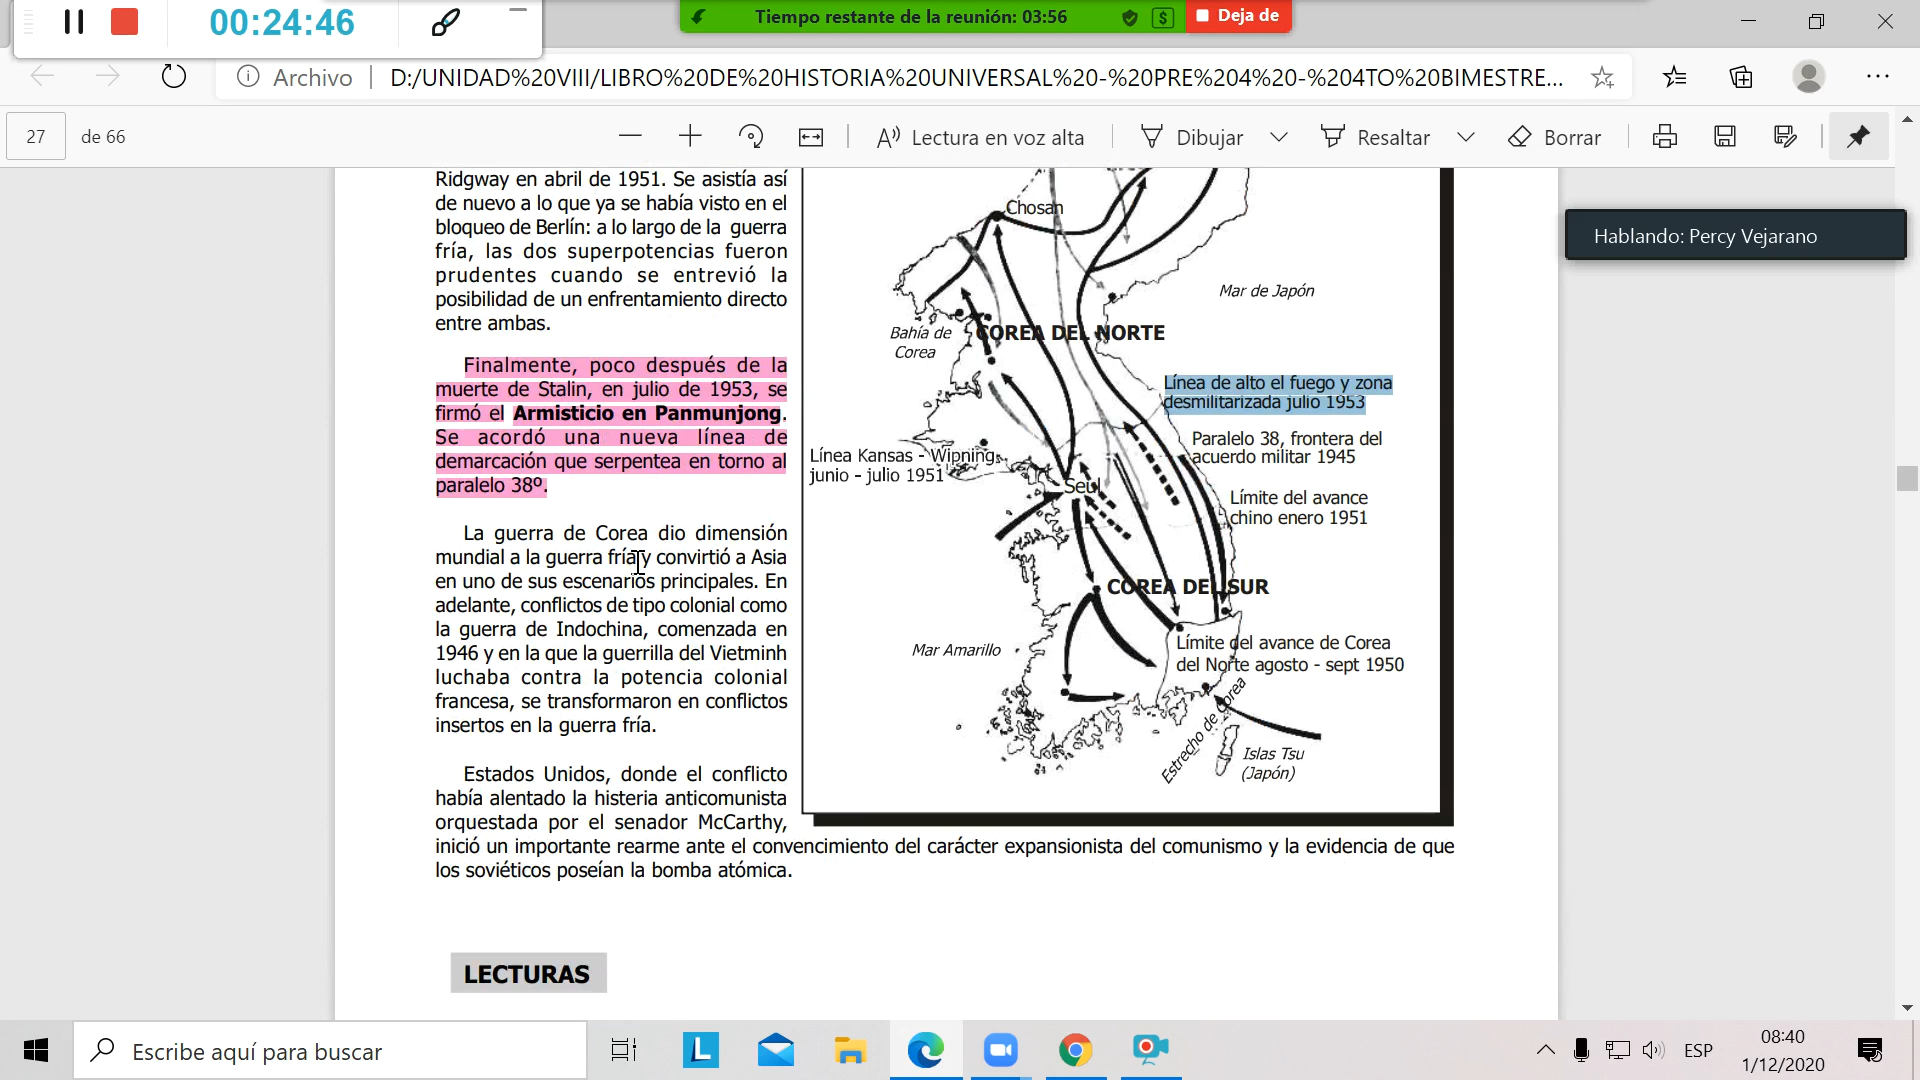 00:24:46
Tiempo restante de la reunión: 03:56
Deja de
Archivo
D:/UNIDAD%20VIII/LIBRO%20DE%20HISTORIA%20UNIVERSAL%20-%20PRE%204%20-%204TO%20BIMESTRE...
27
de 66
Lectura en voz alta
Dibujar
Resaltar
Borrar
Hablando: Percy Vejarano
Ridgway en abril de 1951. Se asistía así
de nuevo a lo que ya se había visto en el
bloqueo de Berlín: a lo largo de la guerra
fría, las dos superpotencias fueron
prudentes cuando se entrevió la
posibilidad de un enfrentamiento directo
entre ambas.
Finalmente, poco después de la
muerte de Stalin, en julio de 1953, se
firmó el Armisticio en Panmunjong.
Se acordó una nueva línea de
demarcación que serpentea en torno al
paralelo 38º.
La guerra de Corea dio dimensión
mundial a la guerra fría y convirtió a Asia
en uno de sus escenarios principales. En
adelante, conflictos de tipo colonial como
la guerra de Indochina, comenzada en
1946 y en la que la guerrilla del Vietminh
luchaba contra la potencia colonial
francesa, se transformaron en conflictos
insertos en la guerra fría.
Estados Unidos, donde el conflicto
había alentado la histeria anticomunista
orquestada por el senador McCarthy,
inició un importante rearme ante el convencimiento del carácter expansionista del comunismo y la evidencia de que
los soviéticos poseían la bomba atómica.
Chosan
Mar de Japón
Bahía de
Corea
COREA DEL NORTE
Línea de alto el fuego y zona
desmilitarizada julio 1953
Paralelo 38, frontera del
acuerdo militar 1945
Línea Kansas - Wipning,
junio - julio 1951
Seul
Límite del avance
chino enero 1951
COREA DEL SUR
Límite del avance de Corea
del Norte agosto - sept 1950
Mar Amarillo
Estrecho de Corea
Islas Tsu
(Japón)
LECTURAS
Escribe aquí para buscar
L
ESP
08:40
1/12/2020